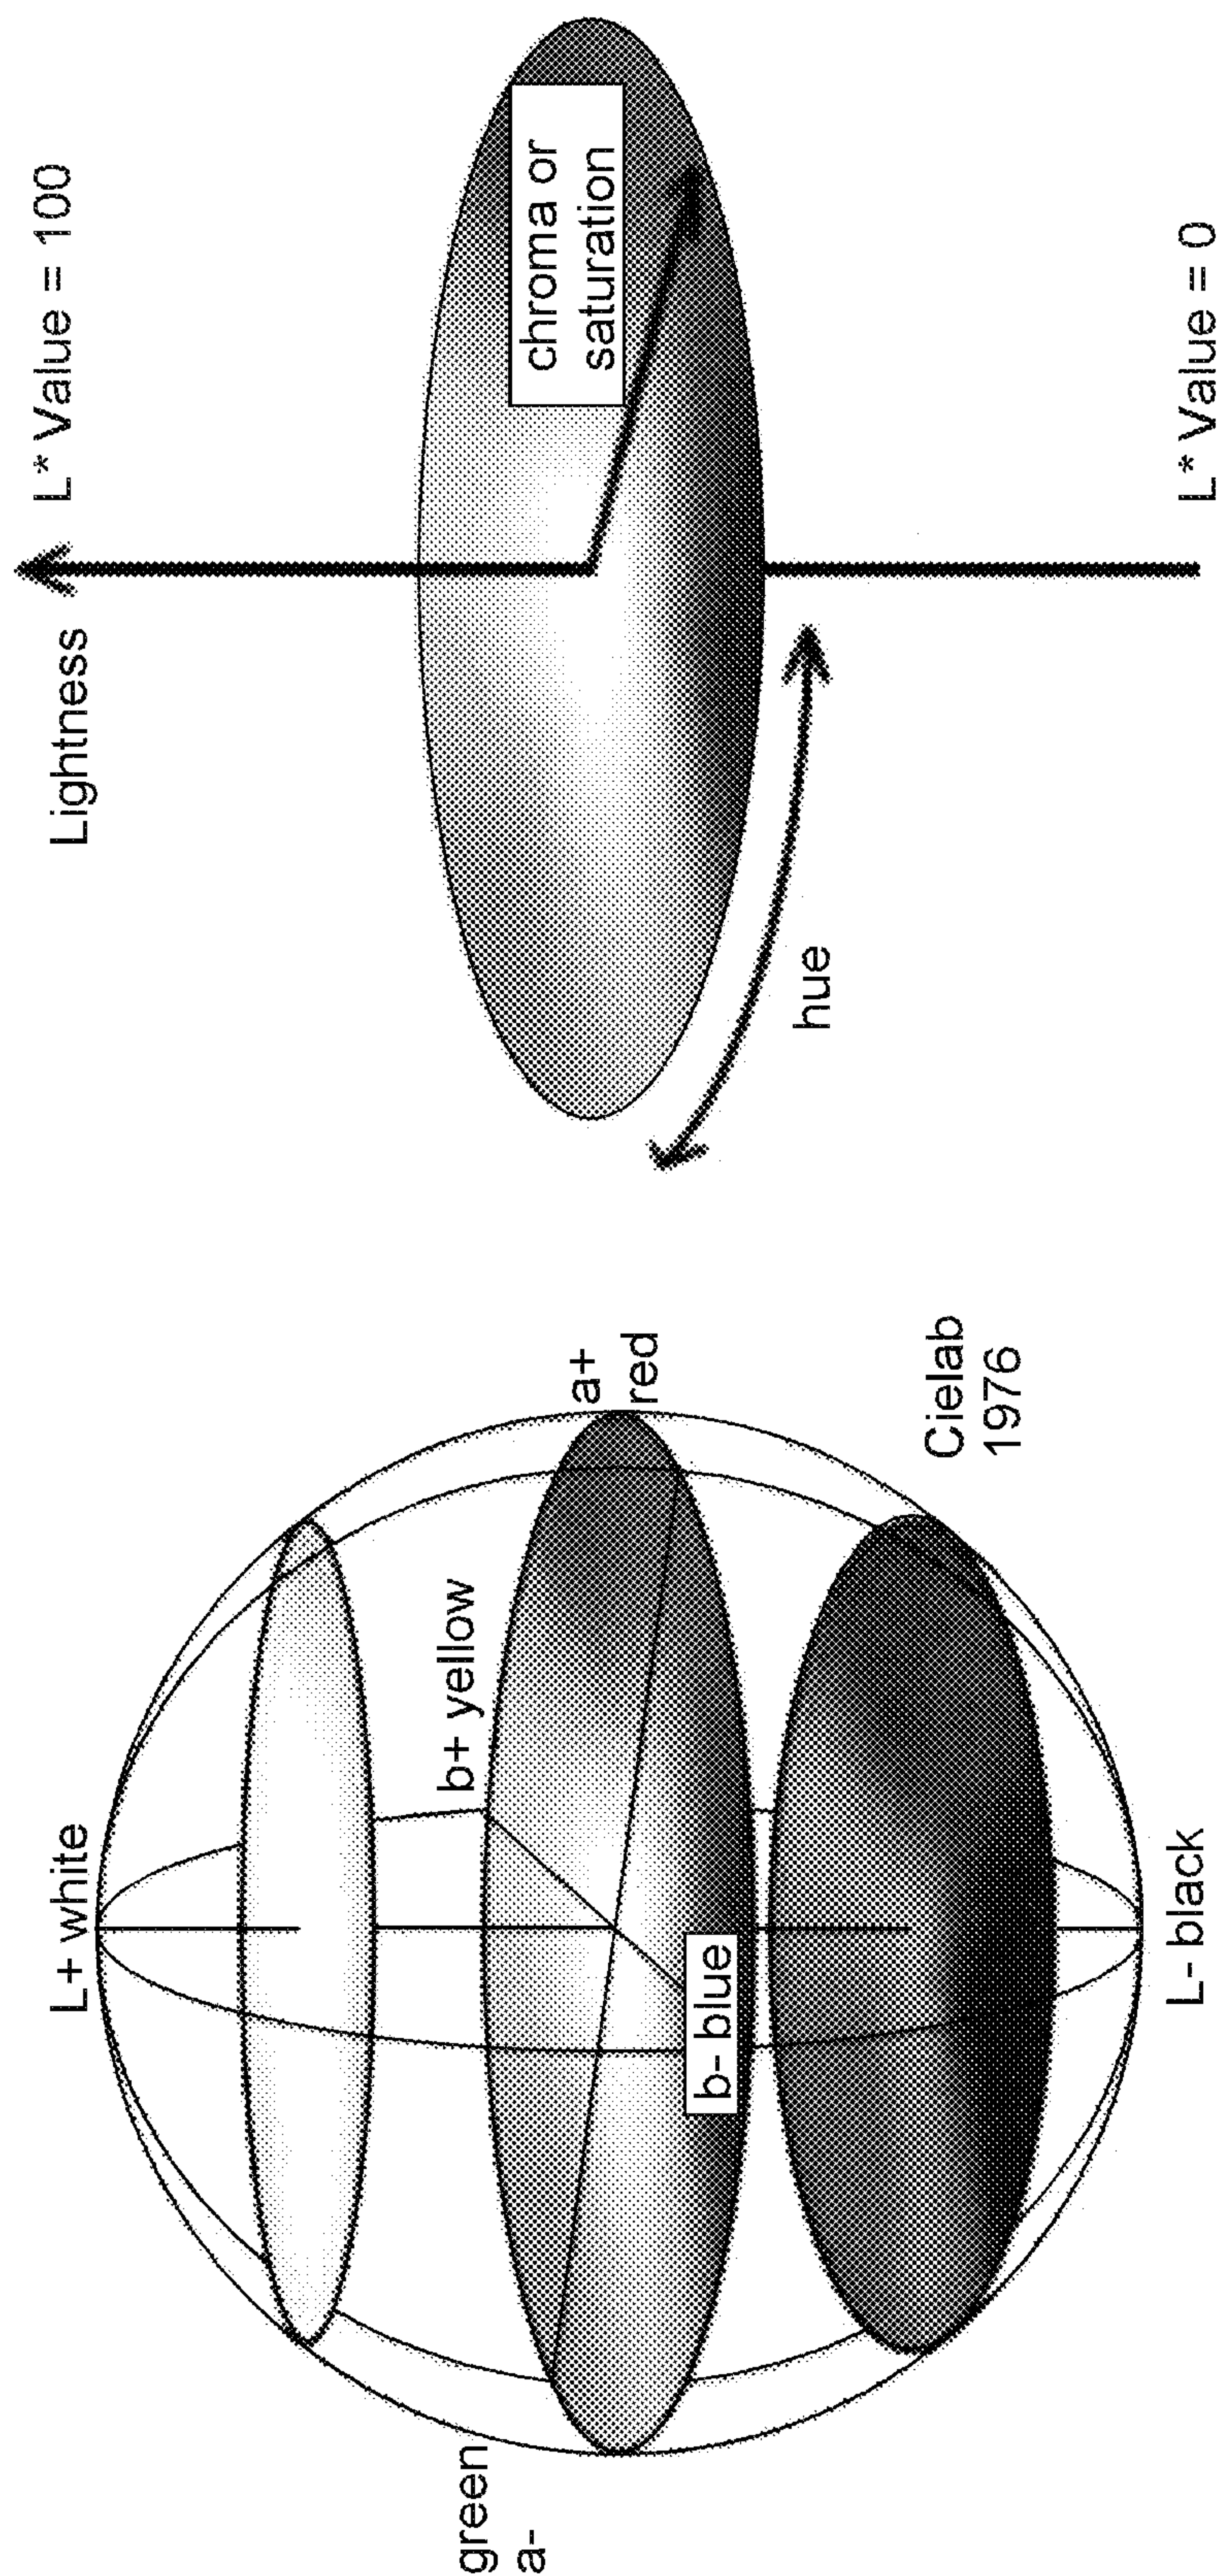 L+ white
b+ yellow
green
a-
a+
red
b- blue
Cielab
1976
L- black
Lightness
L* Value = 100
chroma or
saturation
hue
L* Value = 0